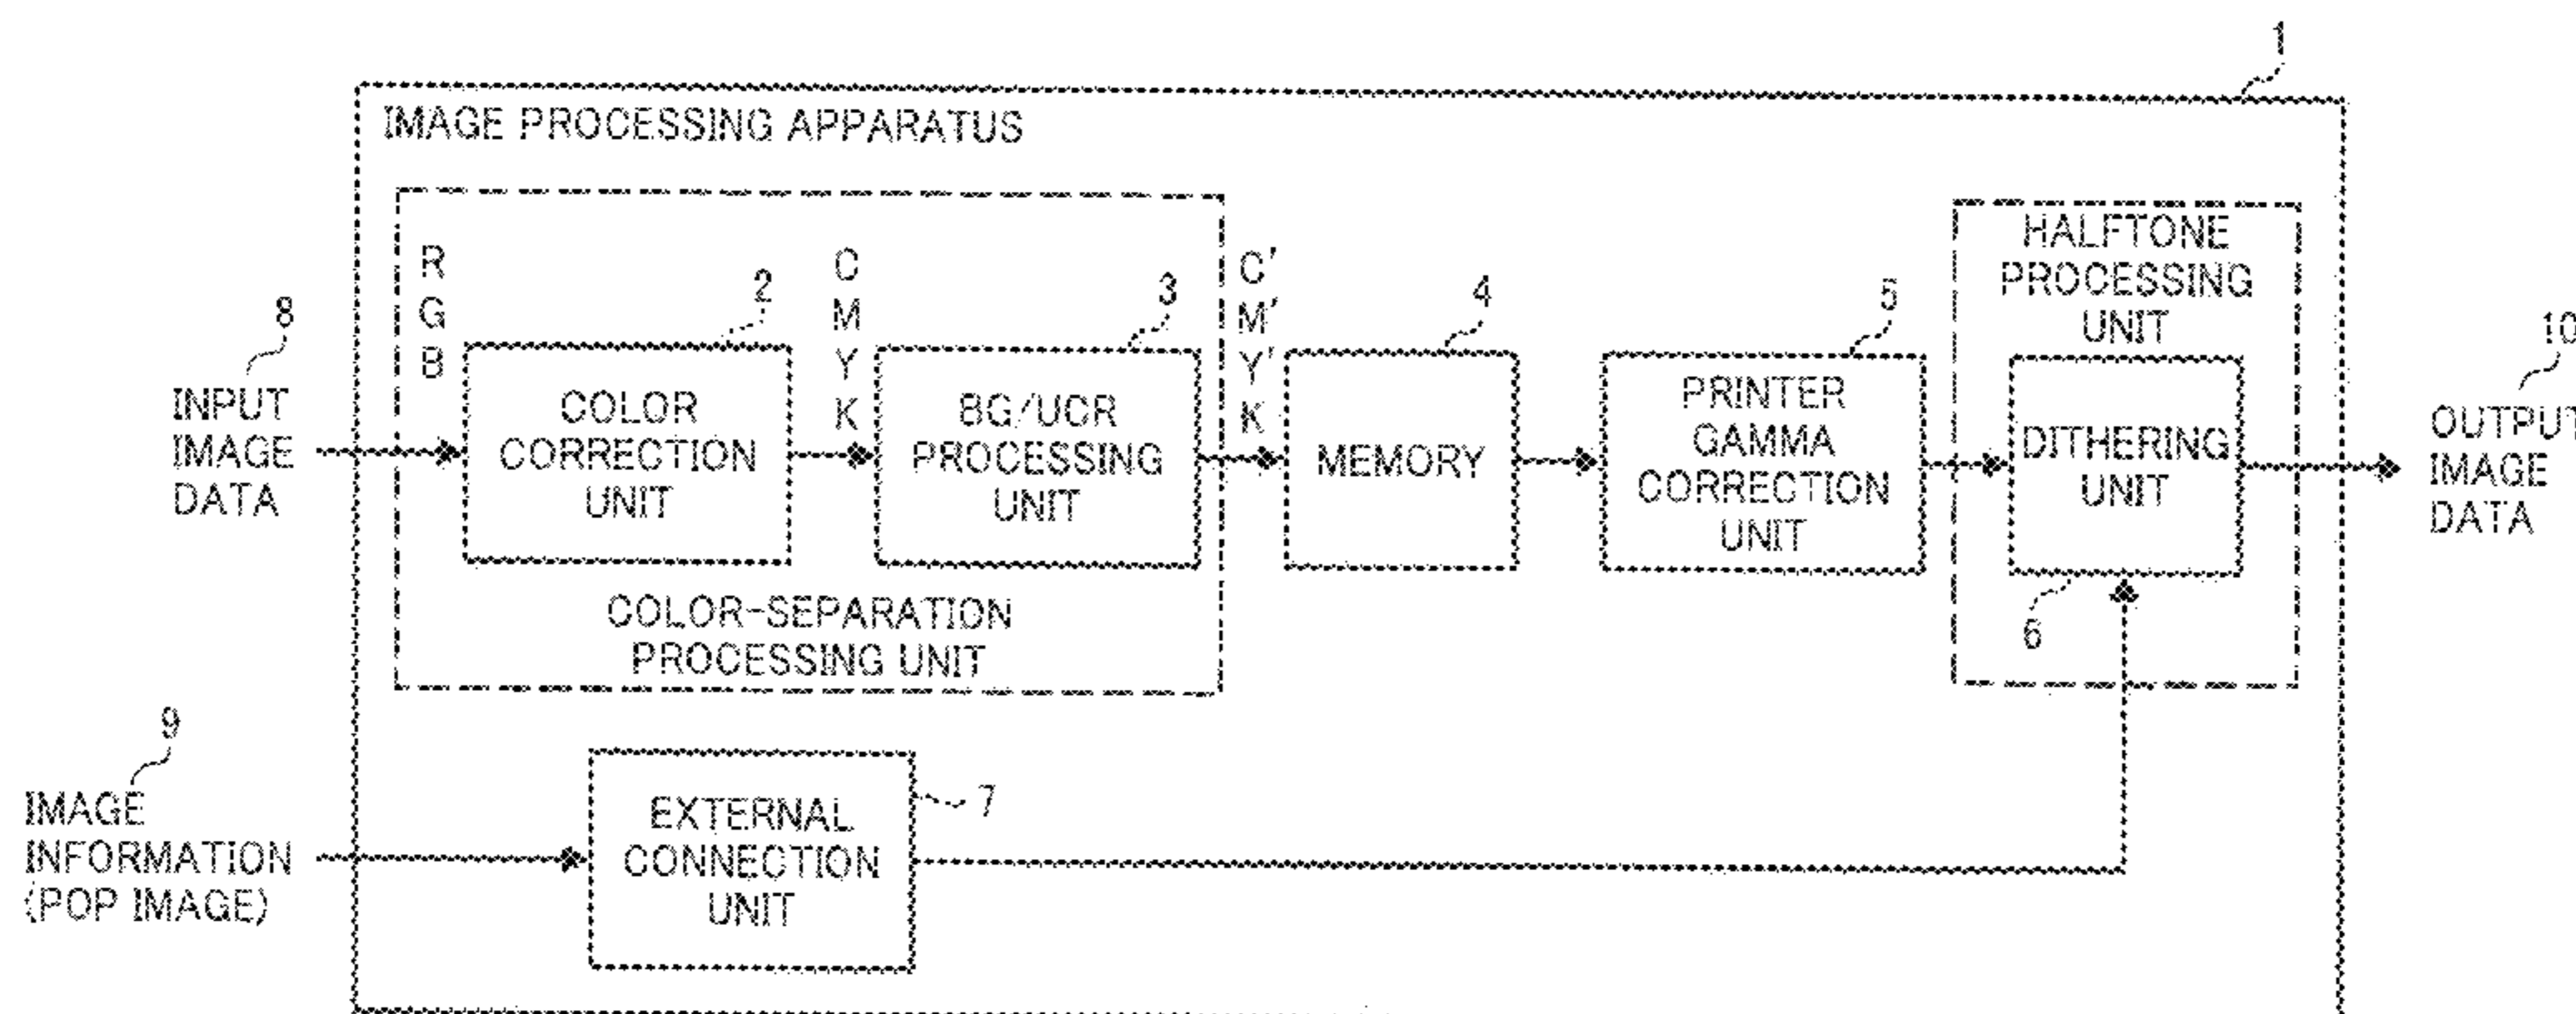 1
IMAGE PROCESSING APPARATUS
R
G
B
C
M
Y
K
C'
M'
Y'
K
8
INPUT
IMAGE
DATA
2
COLOR
CORRECTION
UNIT
3
BG/UCR
PROCESSING
UNIT
COLOR-SEPARATION
PROCESSING UNIT
4
MEMORY
5
PRINTER
GAMMA
CORRECTION
UNIT
HALFTONE
PROCESSING
UNIT
DITHERING
UNIT
6
10
OUTPUT
IMAGE
DATA
9
IMAGE
INFORMATION
(POP IMAGE)
EXTERNAL
CONNECTION
UNIT
7